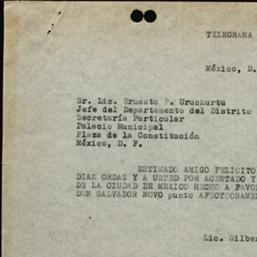 TELEGRAMA
México, D.
Sr. Lic. Ernesto P. Uruchurtu
Jefe del Departamento del Distrito
Secretaría Particular
Palacio Municipal
Plaza de la Constitución
México, D. F.
ESTIMADO AMIGO FELICITO
DIAZ ORDAZ Y A USTED POR ACERTADO Y
DE LA CIUDAD DE MEXICO HECHO A FAVO
DON SALVADOR NOVO punto AFECTUOSAME
Lic. Gilber